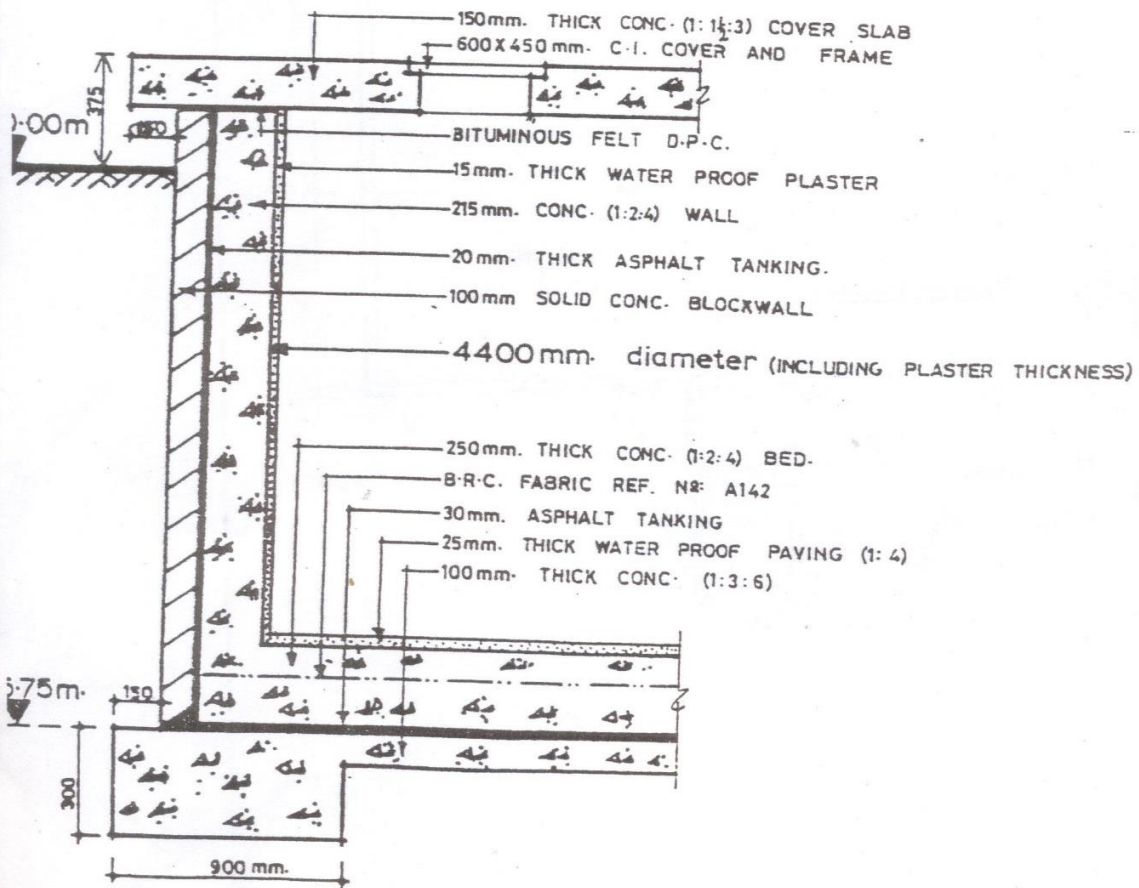 150mm. THICK CONC. (1:1½:3) COVER SLAB
600X450mm. C.I. COVER AND FRAME
375
BITUMINOUS FELT D.P.C.
15mm. THICK WATER PROOF PLASTER
215mm. CONC. (1:2:4) WALL
20mm. THICK ASPHALT TANKING.
100mm SOLID CONC. BLOCKWALL
4400mm. diameter (INCLUDING PLASTER THICKNESS)
250mm. THICK CONC. (1:2:4) BED.
B.R.C. FABRIC REF. Nº: A142
30mm. ASPHALT TANKING
25mm. THICK WATER PROOF PAVING (1:4)
100mm. THICK CONC. (1:3:6)
150
300
900 mm.